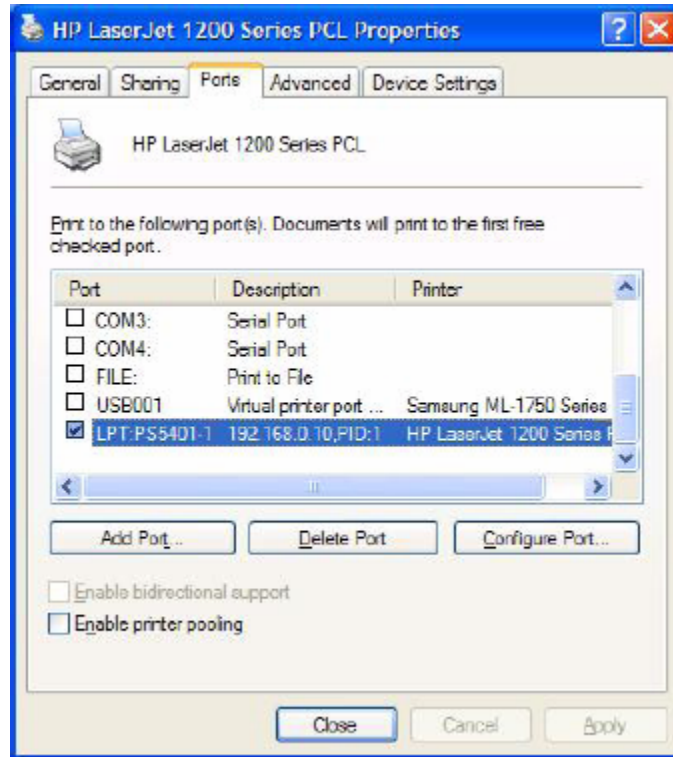 HP LaserJet 1200 Series PCL Properties
General Sharing Ports Advanced Device Settings
HP LaserJet 1200 Series PCL
Print to the following port(s). Documents will print to the first free
checked port.
Port Description Printer
COM3: Serial Port
COM4: Serial Port
FILE: Print to File
USB001 Virtual printer port ... Samsung ML-1750 Series
LPT:PS5401-1 192.168.0.10,PID:1 HP LaserJet 1200 Series P
Add Port... Delete Port Configure Port...
Enable bidirectional support
Enable printer pooling
Close Cancel Apply